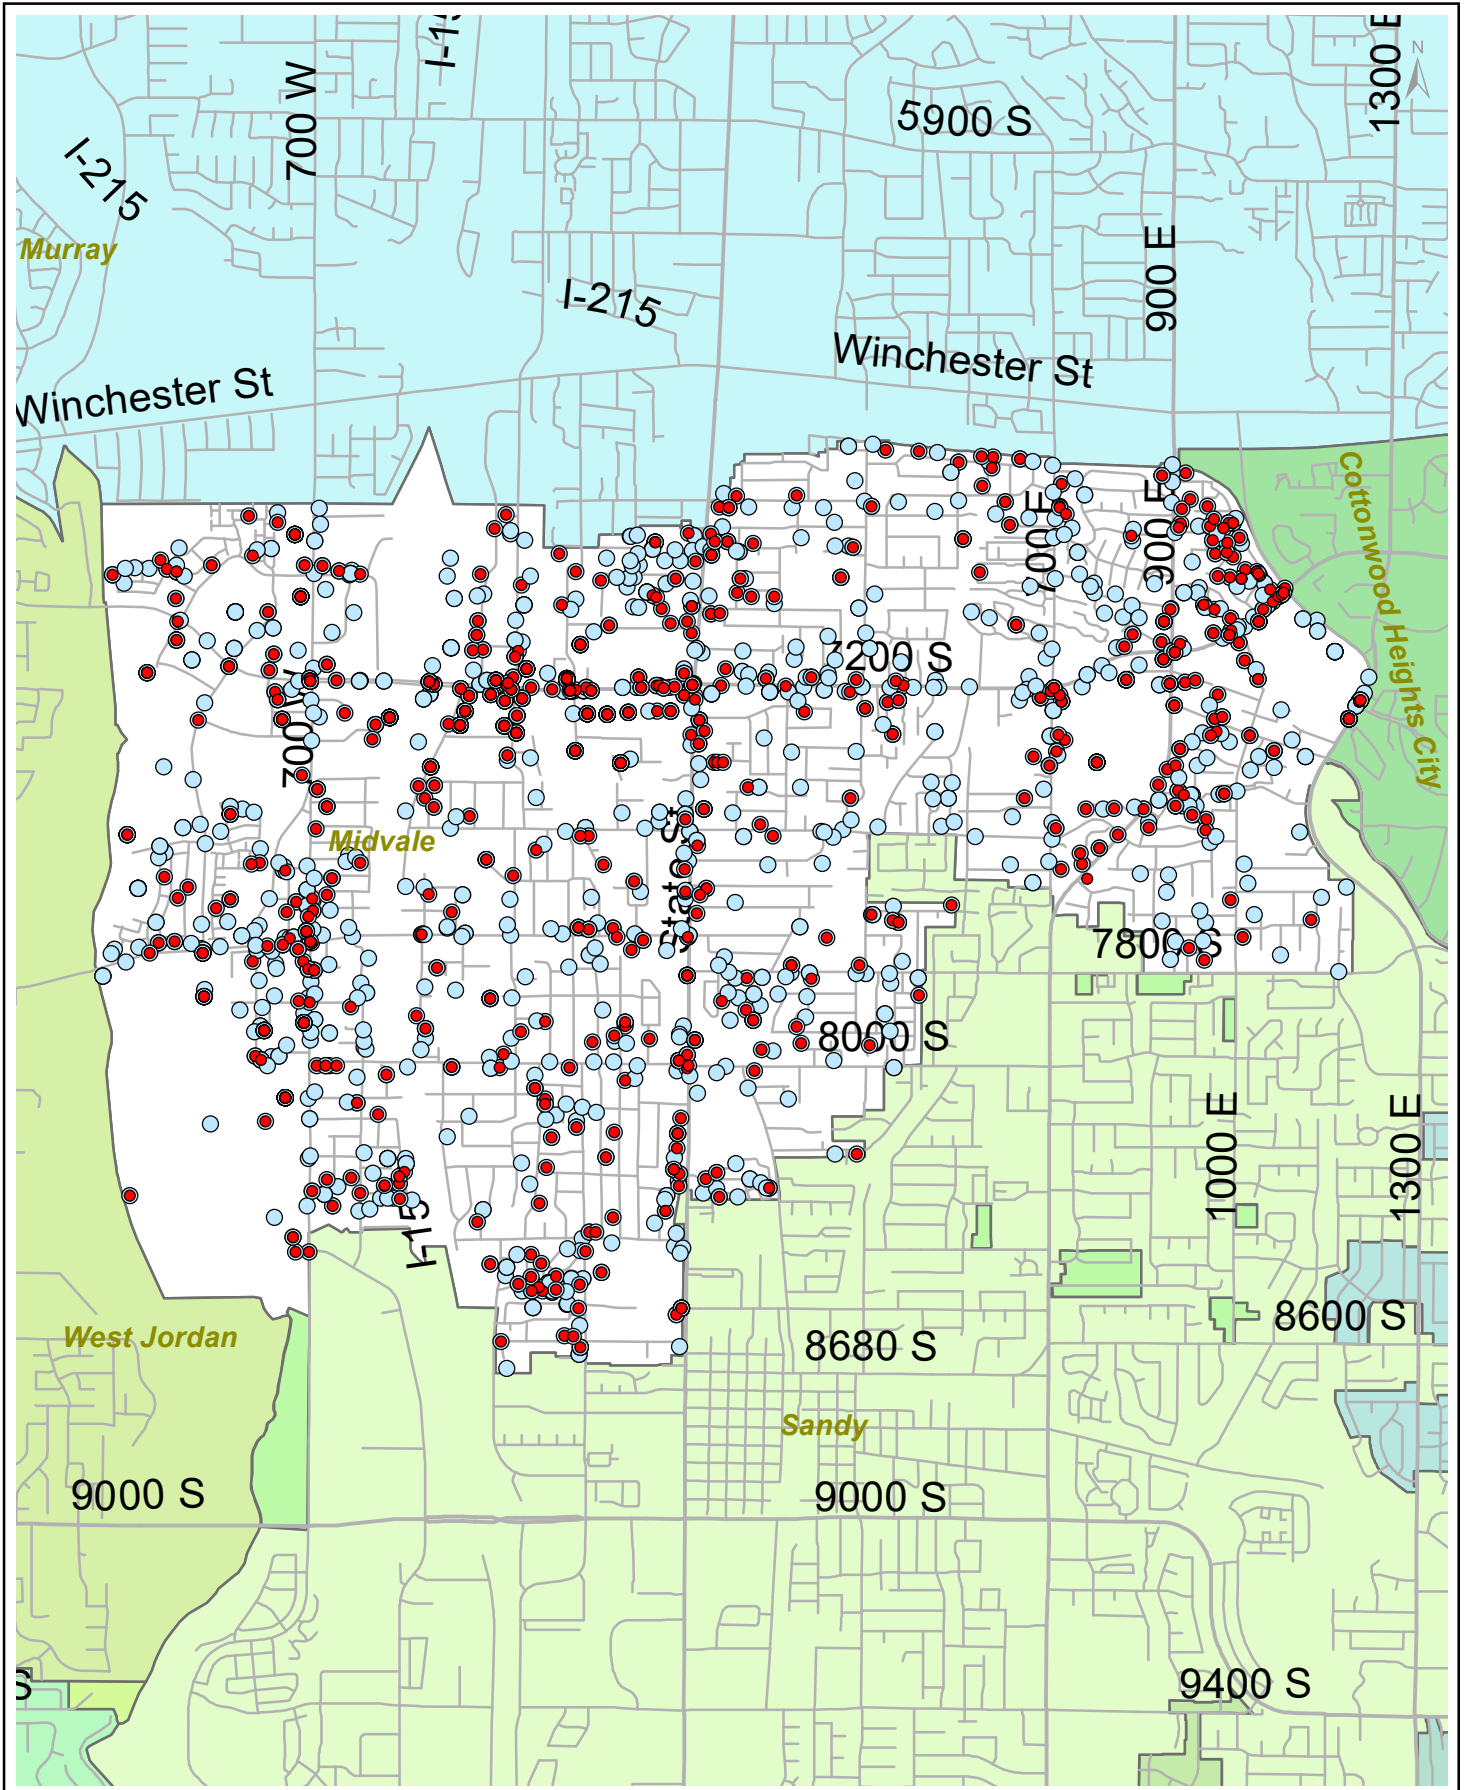 I-15
1300 E
N
700 W
5900 S
I-215
Murray
900 E
I-215
Winchester St
Winchester St
Cottonwood Heights City
700 E
900 E
7200 S
700 W
Midvale
State St
7800 S
8000 S
1000 E
1300 E
I-15
8600 S
West Jordan
8680 S
Sandy
9000 S
9000 S
9400 S
S